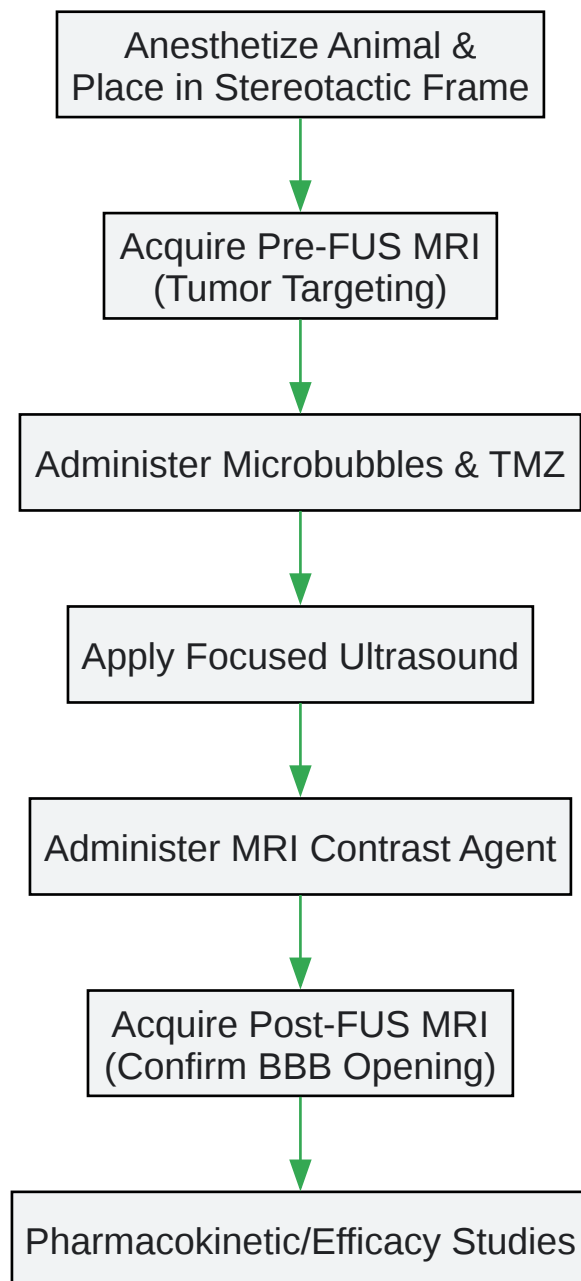 Anesthetize Animal &
Place in Stereotactic Frame
Acquire Pre-FUS MRI
(Tumor Targeting)
Administer Microbubbles & TMZ
Apply Focused Ultrasound
Administer MRI Contrast Agent
Acquire Post-FUS MRI
(Confirm BBB Opening)
Pharmacokinetic/Efficacy Studies